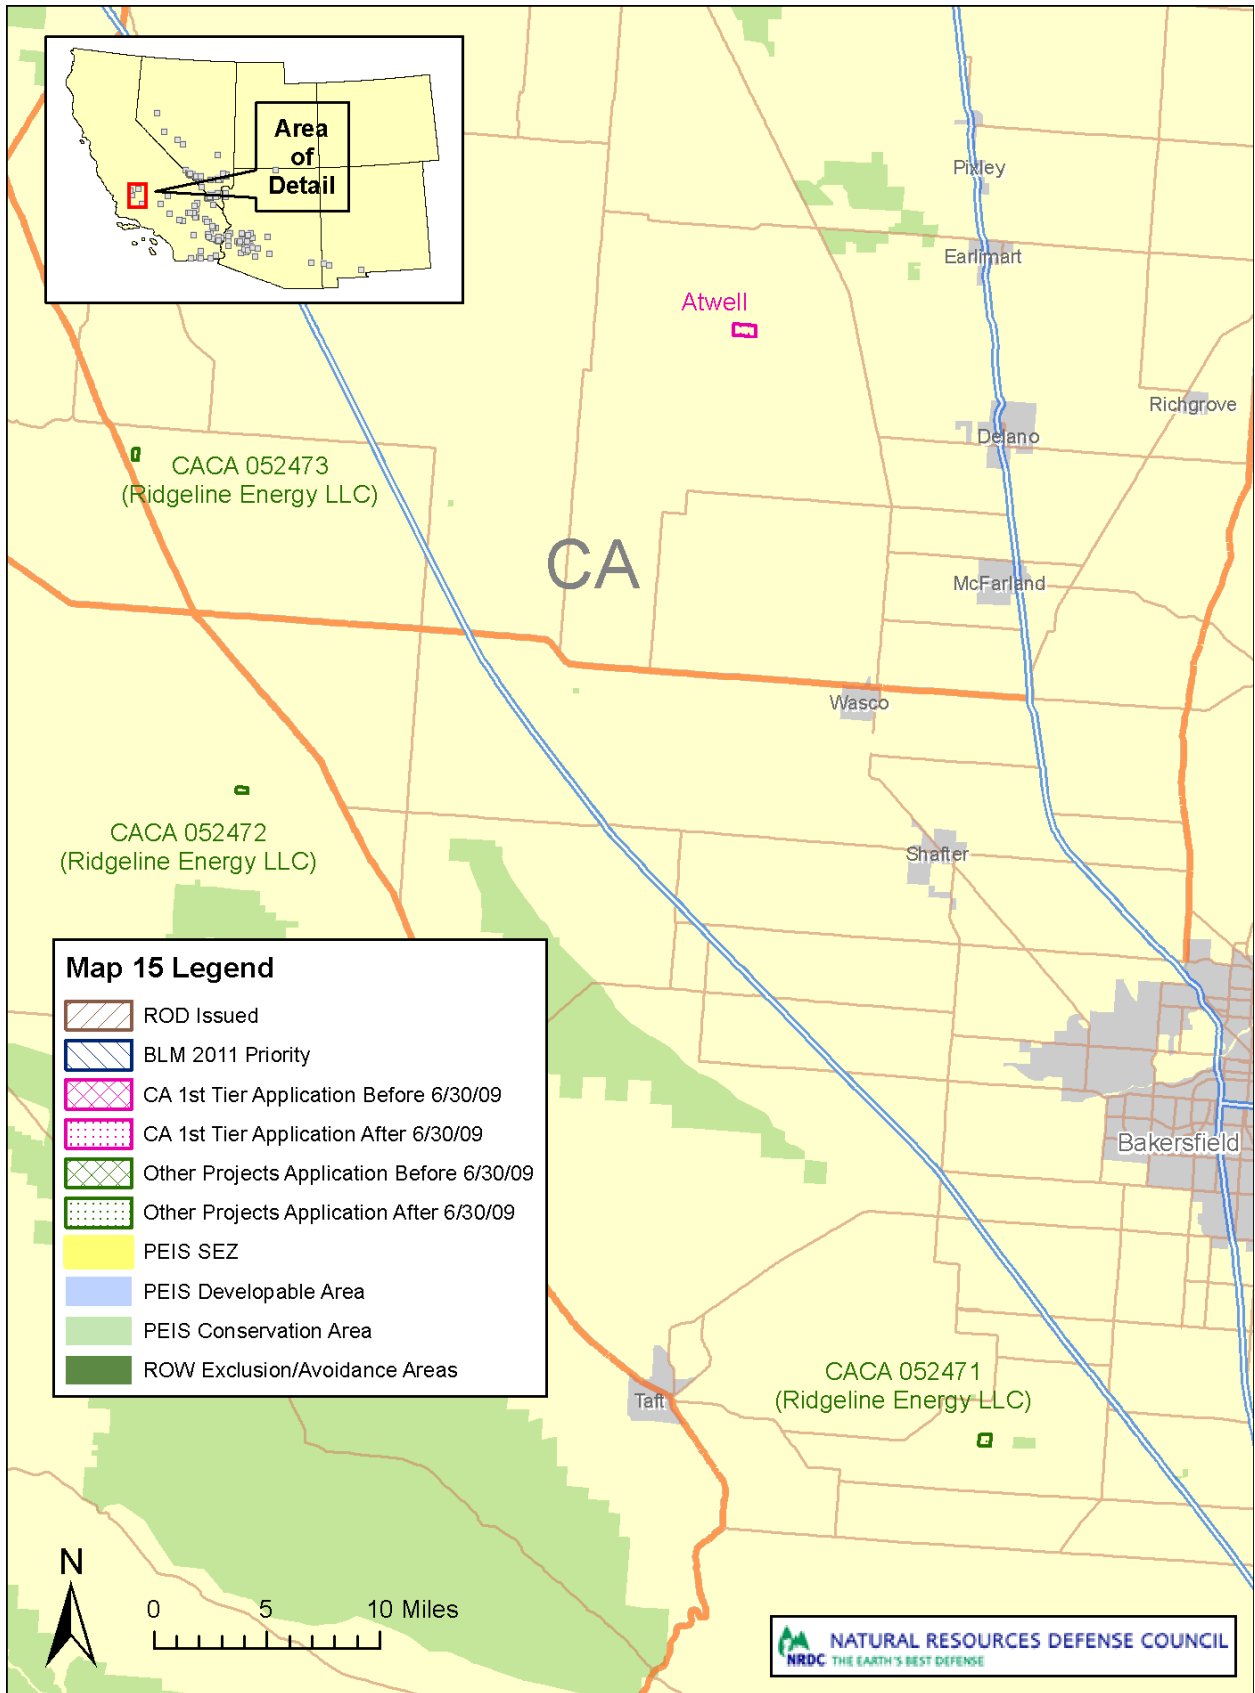 Area
of
Detail
Pixley
Earlimart
Atwell
Richgrove
Delano
CACA 052473
(Ridgeline Energy LLC)
CA
McFarland
Wasco
CACA 052472
(Ridgeline Energy LLC)
Shafter
Map 15 Legend
ROD Issued
BLM 2011 Priority
CA 1st Tier Application Before 6/30/09
CA 1st Tier Application After 6/30/09
Other Projects Application Before 6/30/09
Other Projects Application After 6/30/09
PEIS SEZ
PEIS Developable Area
PEIS Conservation Area
ROW Exclusion/Avoidance Areas
Bakersfield
CACA 052471
(Ridgeline Energy LLC)
Taft
N
0 5 10 Miles
NRDC
NATURAL RESOURCES DEFENSE COUNCIL
THE EARTH'S BEST DEFENSE